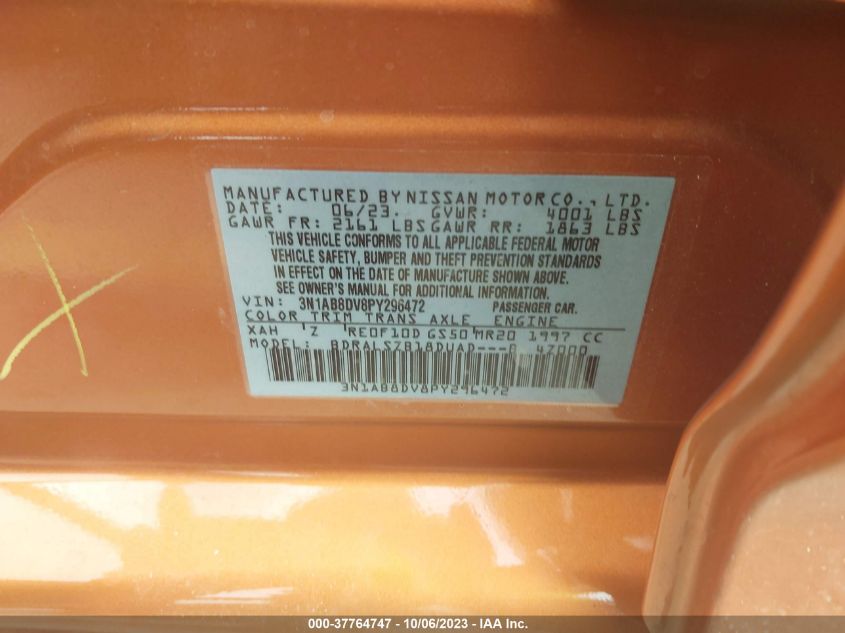 MANUFACTURED BY NISSAN MOTOR CO., LTD.
DATE: 06/23. GVWR: 4001 LBS
GAWR FR: 2161 LBS GAWR RR: 1863 LBS
THIS VEHICLE CONFORMS TO ALL APPLICABLE FEDERAL MOTOR
VEHICLE SAFETY, BUMPER AND THEFT PREVENTION STANDARDS
IN EFFECT ON THE DATE OF MANUFACTURE SHOWN ABOVE.
SEE OWNER'S MANUAL FOR ADDITIONAL INFORMATION.
VIN: 3N1AB8DV8PY296472 PASSENGER CAR.
COLOR TRIM TRANS AXLE ENGINE
XAH Z RE0F10D GS50 MR20 1997 CC
MODEL: BDRALSZB18DUAD---B 4Z000
3N1AB8DV8PY296472
000-37764747 - 10/06/2023 - IAA Inc.